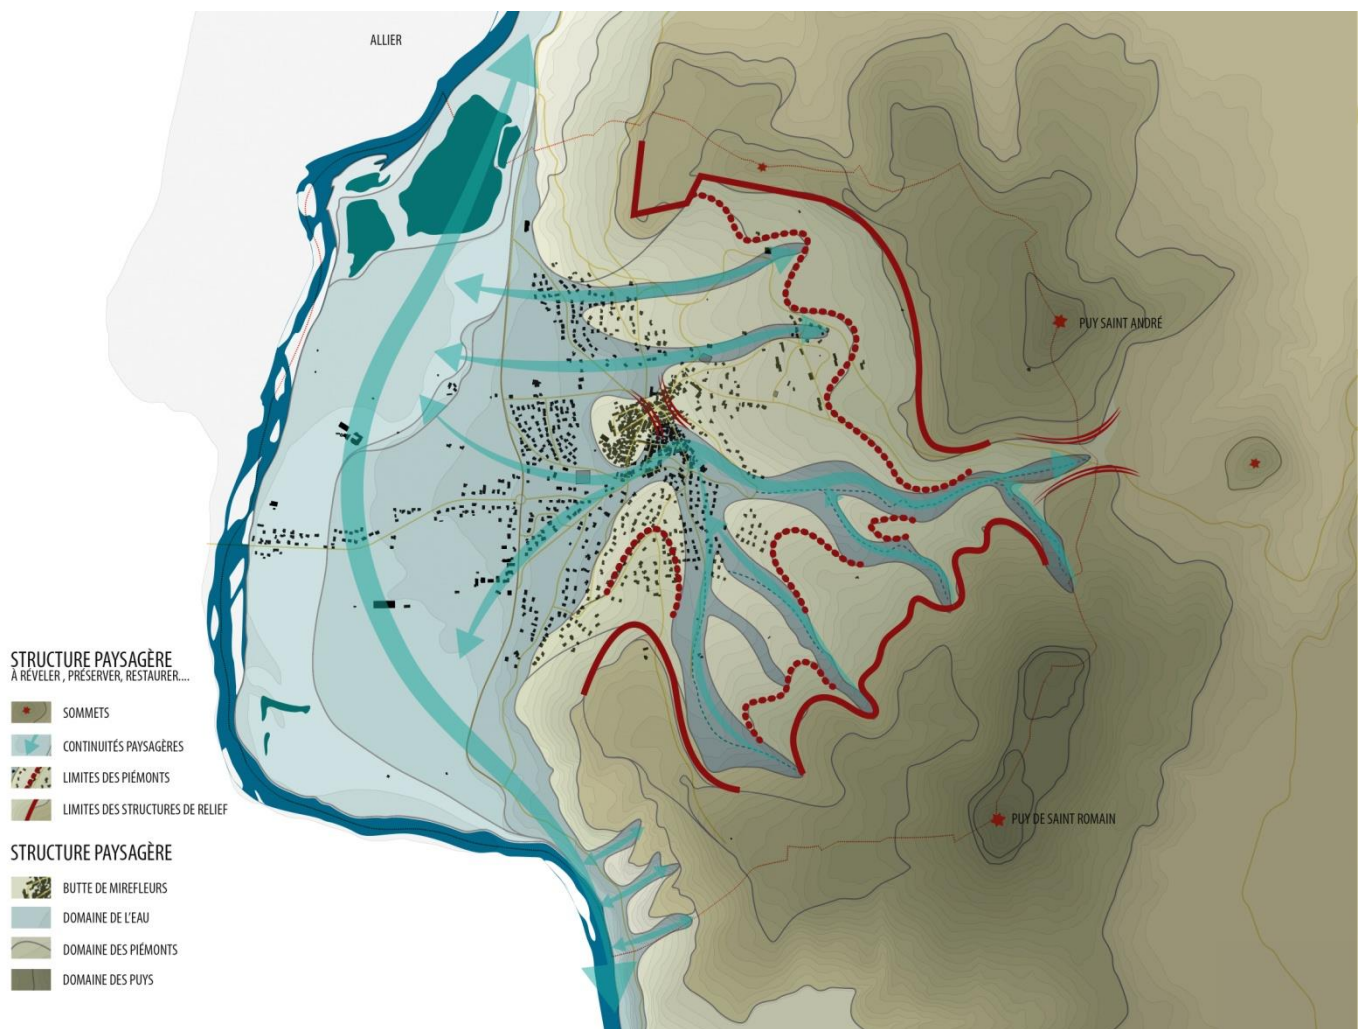 ALLIER
PUY SAINT ANDRÉ
STRUCTURE PAYSAGÈRE
À RÉVELER , PRÉSERVER, RESTAURER....
SOMMETS
CONTINUITÉS PAYSAGÈRES
LIMITES DES PIÉMONTS
LIMITES DES STRUCTURES DE RELIEF
PUY DE SAINT ROMAIN
STRUCTURE PAYSAGÈRE
BUTTE DE MIREFLEURS
DOMAINE DE L'EAU
DOMAINE DES PIÉMONTS
DOMAINE DES PUYS